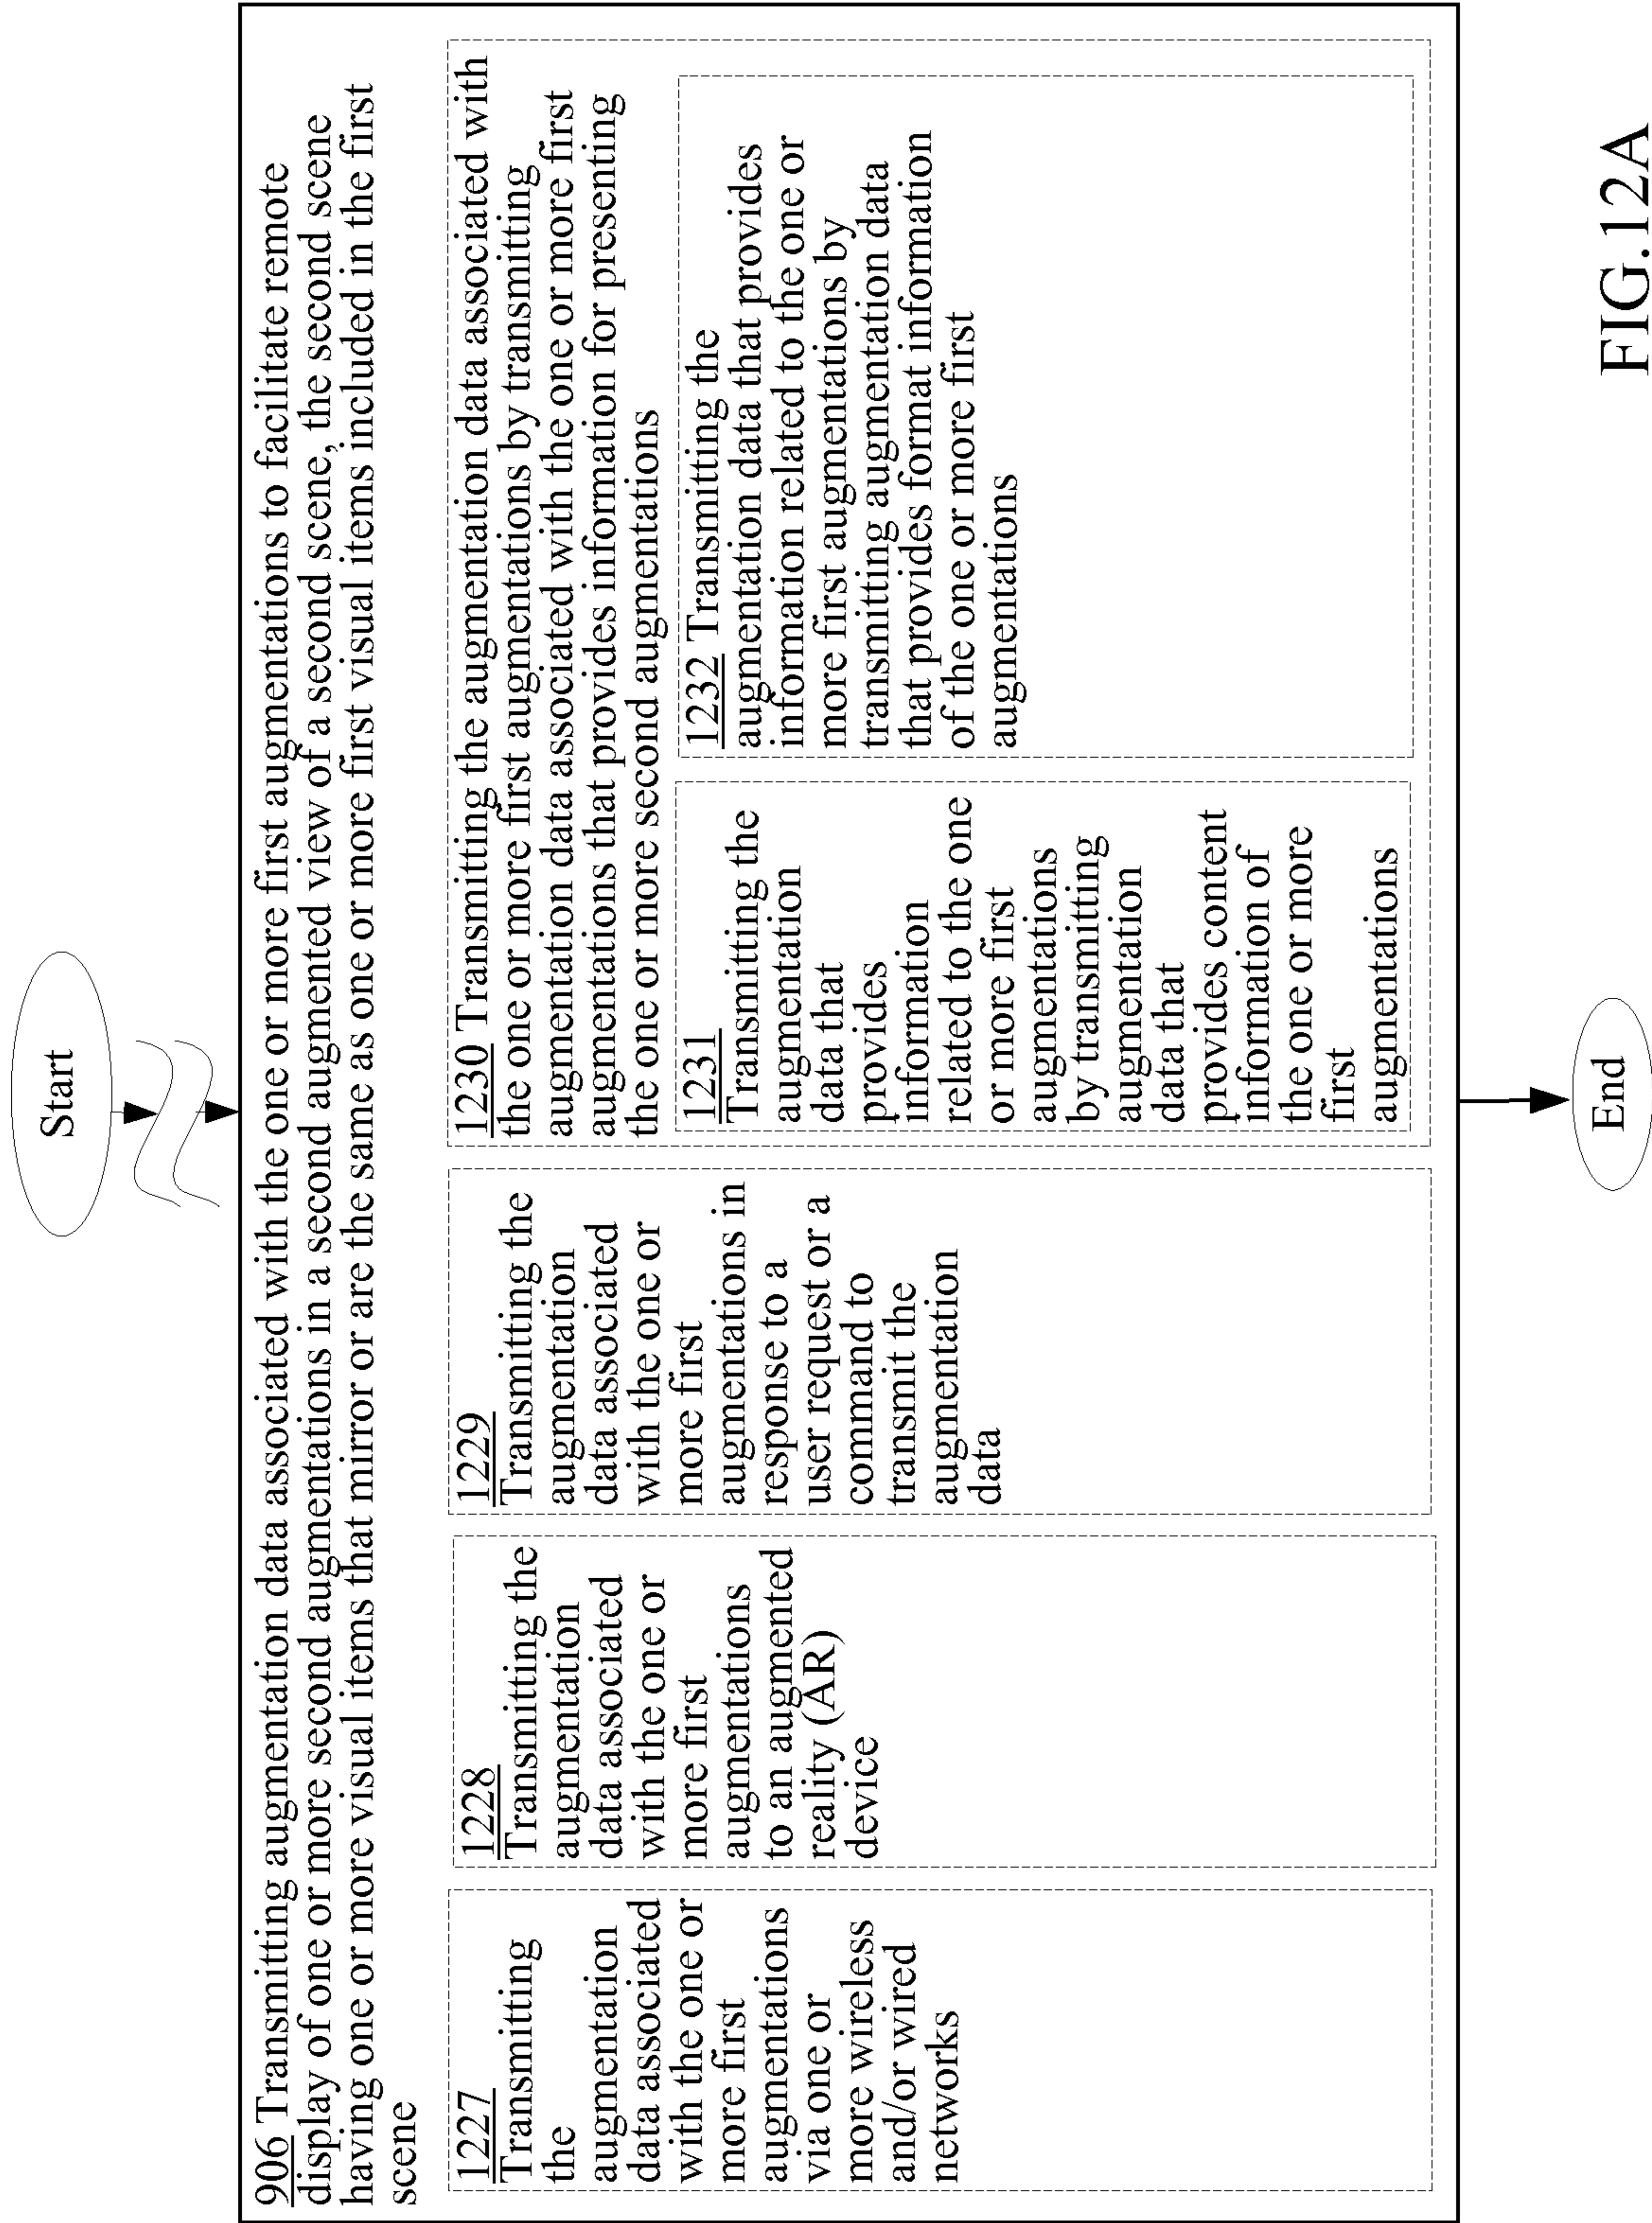 Start
906 Transmitting augmentation data associated with the one or more first augmentations to facilitate remote
display of one or more second augmentations in a second augmented view of a second scene, the second scene
having one or more visual items that mirror or are the same as one or more first visual items included in the first
scene
1227
Transmitting
the
augmentation
data associated
with the one or
more first
augmentations
via one or
more wireless
and/or wired
networks
1228
Transmitting the
augmentation
data associated
with the one or
more first
augmentations
to an augmented
reality (AR)
device
1229
Transmitting the
augmentation
data associated
with the one or
more first
augmentations in
response to a
user request or a
command to
transmit the
augmentation
data
1230 Transmitting the augmentation data associated with
the one or more first augmentations by transmitting
augmentation data associated with the one or more first
augmentations that provides information for presenting
the one or more second augmentations
1231
Transmitting the
augmentation
data that
provides
information
related to the one
or more first
augmentations
by transmitting
augmentation
data that
provides content
information of
the one or more
first
augmentations
1232 Transmitting the
augmentation data that provides
information related to the one or
more first augmentations by
transmitting augmentation data
that provides format information
of the one or more first
augmentations
End
FIG.12A